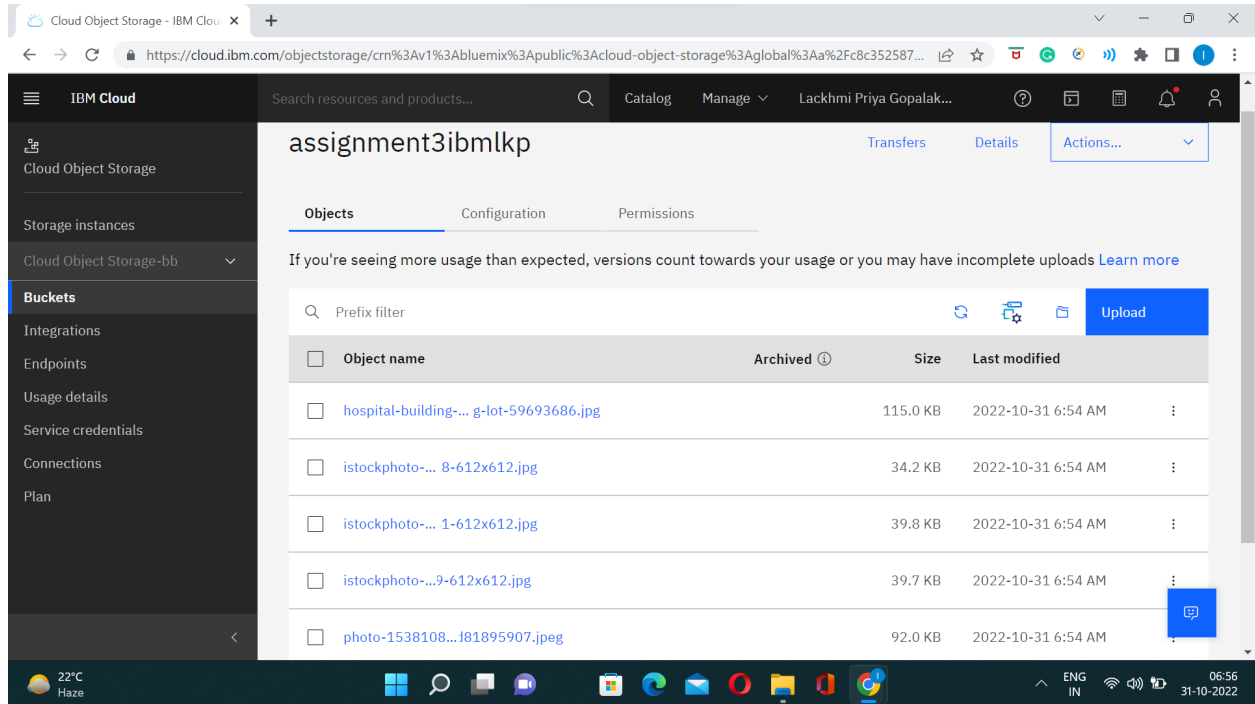 Cloud Object Storage - IBM Clou
https://cloud.ibm.com/objectstorage/crn%3Av1%3Abluemix%3Apublic%3Acloud-object-storage%3Aglobal%3Aa%2Fc8c352587...
IBM Cloud
Search resources and products...
Catalog
Manage
Lackhmi Priya Gopalak...
Cloud Object Storage
Storage instances
Cloud Object Storage-bb
Buckets
Integrations
Endpoints
Usage details
Service credentials
Connections
Plan
assignment3ibmlkp
Transfers
Details
Actions...
Objects
Configuration
Permissions
If you're seeing more usage than expected, versions count towards your usage or you may have incomplete uploads Learn more
Prefix filter
Upload
Object name Archived Size Last modified
hospital-building-... g-lot-59693686.jpg 115.0 KB 2022-10-31 6:54 AM
istockphoto-... 8-612x612.jpg 34.2 KB 2022-10-31 6:54 AM
istockphoto-... 1-612x612.jpg 39.8 KB 2022-10-31 6:54 AM
istockphoto-...9-612x612.jpg 39.7 KB 2022-10-31 6:54 AM
photo-1538108...181895907.jpeg 92.0 KB 2022-10-31 6:54 AM
22°C
Haze
ENG
IN
06:56
31-10-2022